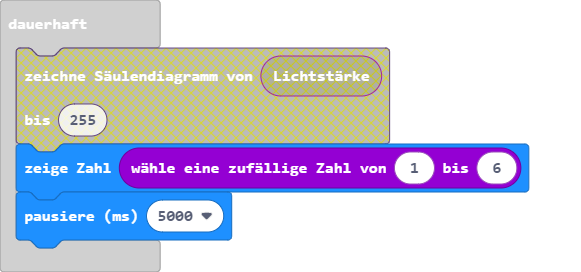 dauerhaft
zeichne Säulendiagramm von Lichtstärke
bis 255
zeige Zahl wähle eine zufällige Zahl von 1 bis 6
pausiere (ms) 5000